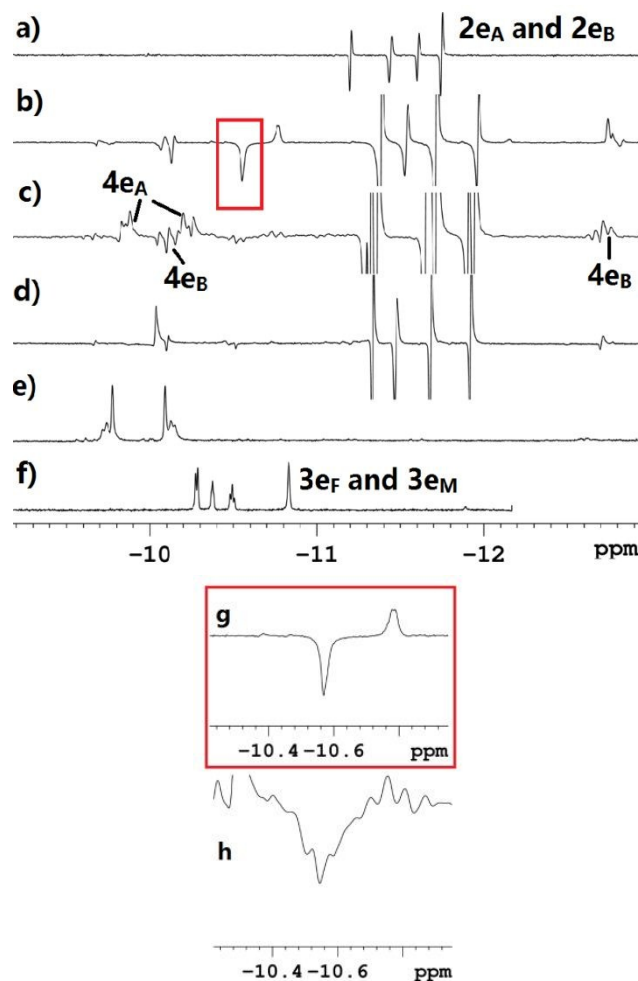 a)
2eA and 2eB
b)
c)
4eA
4eB
4eB
d)
e)
f)
3eF and 3eM
-10
-11
-12
ppm
g
-10.4
-10.6
ppm
h
-10.4
-10.6
ppm